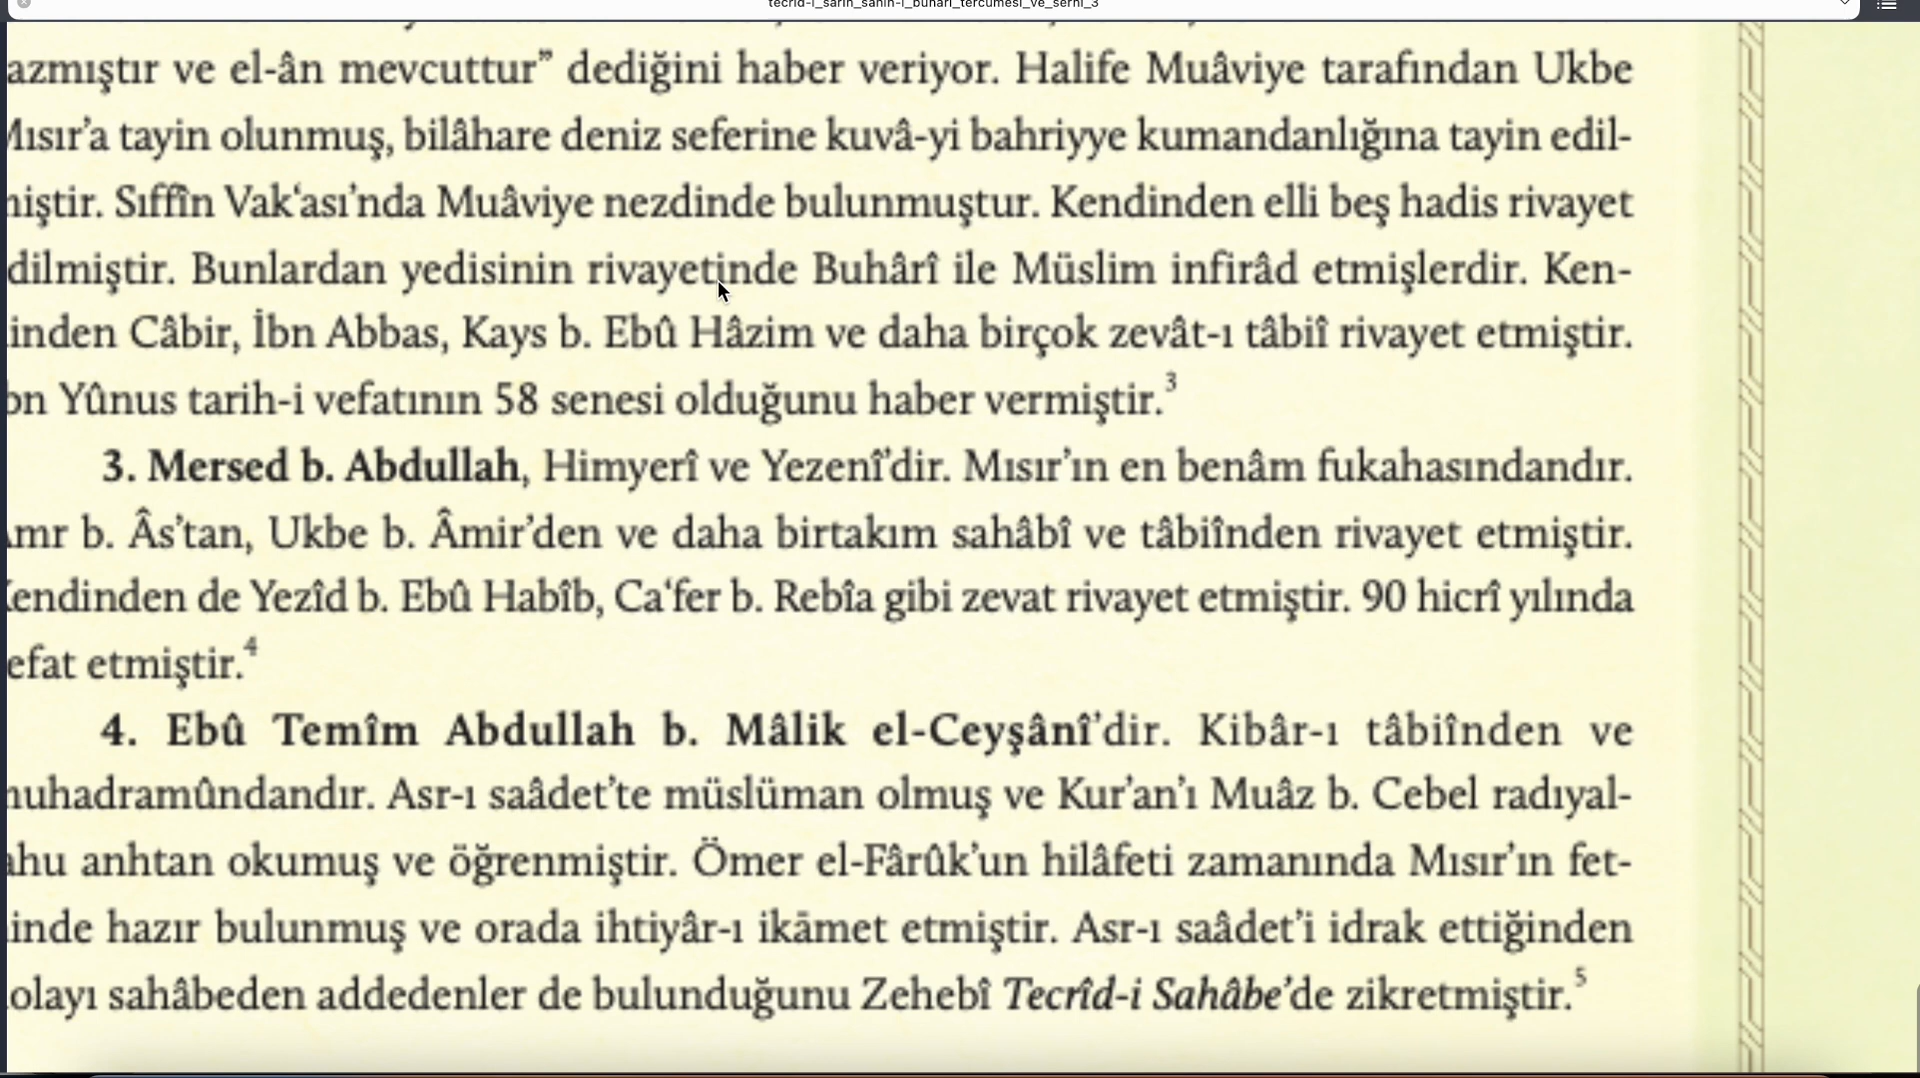 tecrid-i_sarih_sahih-i_buhari_tercumesi_ve_serhi_3
azmıştır ve el-ân mevcuttur” dediğini haber veriyor. Halife Muâviye tarafından Ukbe
Mısır’a tayin olunmuş, bilâhare deniz seferine kuvâ-yi bahriyye kumandanlığına tayin edil-
miştir. Sıffîn Vak‘ası’nda Muâviye nezdinde bulunmuştur. Kendinden elli beş hadis rivayet
dilmiştir. Bunlardan yedisinin rivayetinde Buhârî ile Müslim infirâd etmişlerdir. Ken-
inden Câbir, İbn Abbas, Kays b. Ebû Hâzim ve daha birçok zevât-ı tâbiî rivayet etmiştir.
bn Yûnus tarih-i vefatının 58 senesi olduğunu haber vermiştir.3
3. Mersed b. Abdullah, Himyerî ve Yezenî’dir. Mısır’ın en benâm fukahasındandır.
Amr b. Âs’tan, Ukbe b. Âmir’den ve daha birtakım sahâbî ve tâbiînden rivayet etmiştir.
Kendinden de Yezîd b. Ebû Habîb, Ca‘fer b. Rebîa gibi zevat rivayet etmiştir. 90 hicrî yılında
efat etmiştir.4
4. Ebû Temîm Abdullah b. Mâlik el-Ceyşânî’dir. Kibâr-ı tâbiînden ve
muhadramûndandır. Asr-ı saâdet’te müslüman olmuş ve Kur’an’ı Muâz b. Cebel radıyal-
ahu anhtan okumuş ve öğrenmiştir. Ömer el-Fârûk’un hilâfeti zamanında Mısır’ın fet-
inde hazır bulunmuş ve orada ihtiyâr-ı ikāmet etmiştir. Asr-ı saâdet’i idrak ettiğinden
olayı sahâbeden addedenler de bulunduğunu Zehebî Tecrîd-i Sahâbe’de zikretmiştir.5